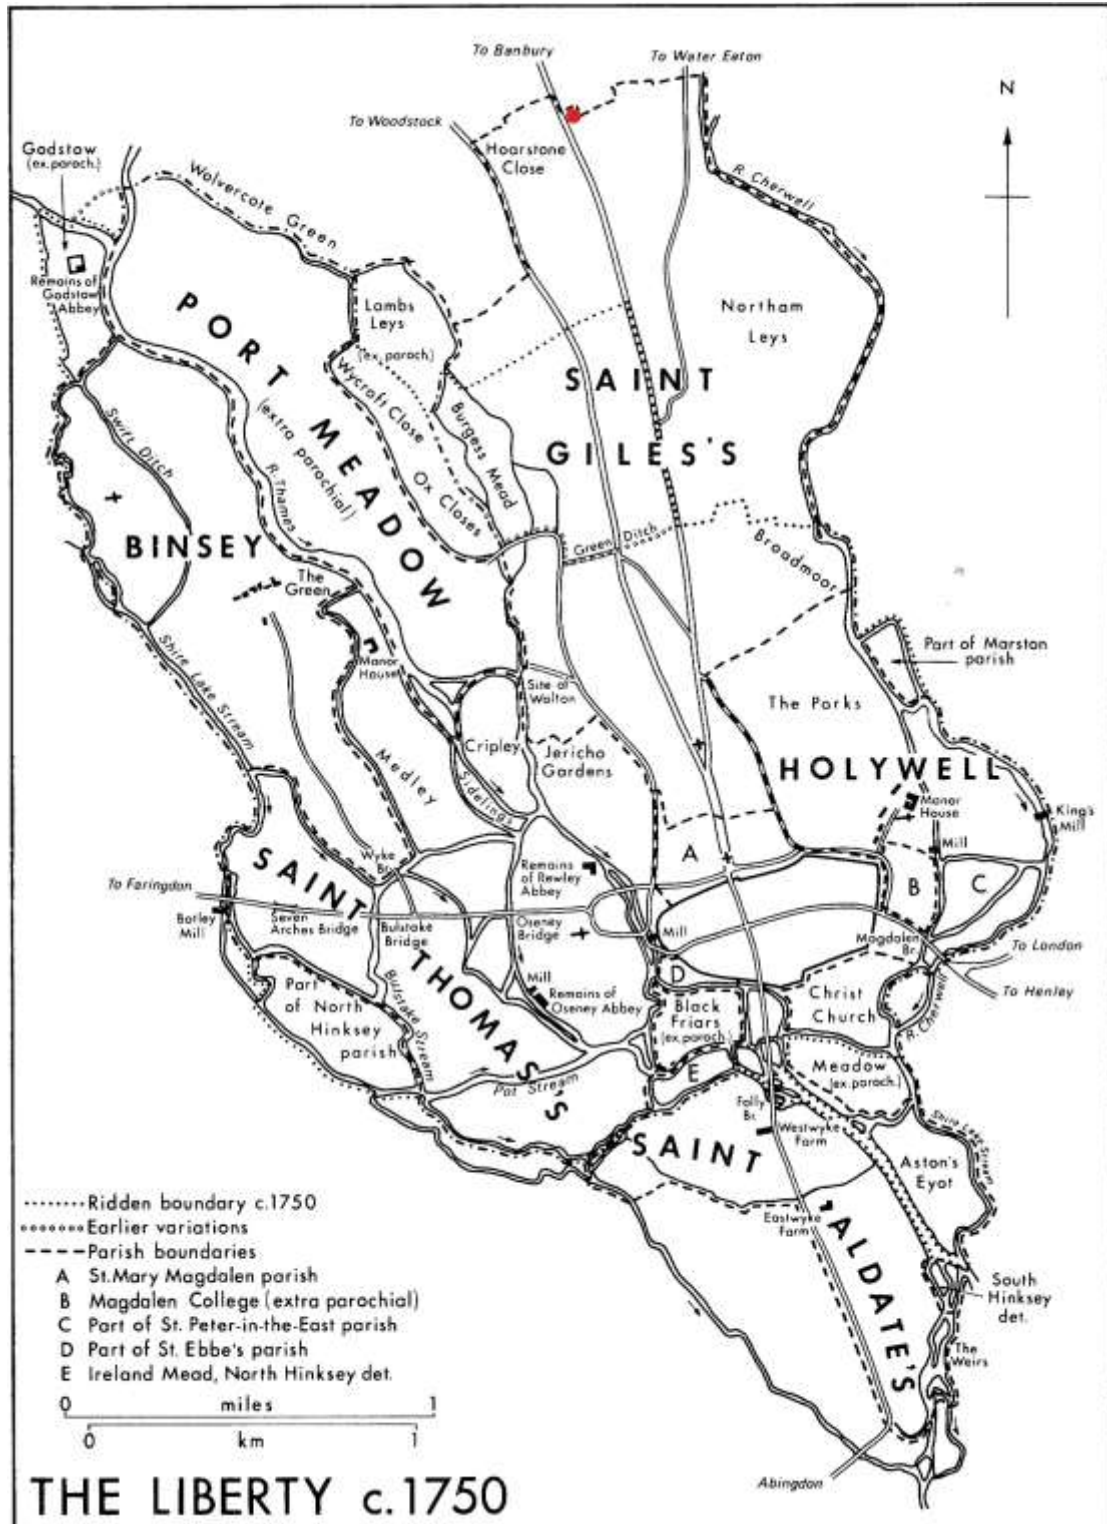 To Banbury
To Water Eaton
N
To Woodstock
Hoarstone
Close
Godstow
(ex.paroch.)
Wolvercote Green
R. Cherwell
Remains of
Godstow
Abbey
Lambs
Leys
(ex. paroch.)
Northam
Leys
PORT MEADOW
(extra parochial)
Wycroft Close
Burgess Mead
SAINT
GILES'S
Swift Ditch
R. Thames
Ox Closes
BINSEY
Green Ditch
Broadmoor
The
Green
Part of Marston
parish
Shire Lake Stream
Manor
House
Site of
Walton
The Parks
Medley
Cripley
Jericho
Gardens
HOLYWELL
Sidelings
Manor
House
King's
Mill
Mill
Wyke
Br.
A
Remains
of Rewley
Abbey
B
C
To Faringdon
SAINT THOMAS'S
Botley
Mill
Seven
Arches Bridge
Bulstake
Bridge
Oseney
Bridge
Mill
Magdalen
Br.
To London
To Henley
D
Part
of North
Hinksey
parish
Bulstake Stream
Mill
Remains of
Oseney Abbey
Black
Friars
(ex.paroch.)
Christ
Church
R. Cherwell
Meadow
(ex.paroch.)
E
Pot Stream
Folly
Br.
Westwyke
Farm
Shire Lake Stream
SAINT ALDATE'S
Aston's
Eyot
Eastwyke
Farm
South
Hinksey
det.
The
Weirs
Abingdon
Ridden boundary c.1750
Earlier variations
Parish boundaries
A St.Mary Magdalen parish
B Magdalen College (extra parochial)
C Part of St. Peter-in-the-East parish
D Part of St. Ebbe's parish
E Ireland Mead, North Hinksey det.
0 miles 1
0 km 1
THE LIBERTY c.1750